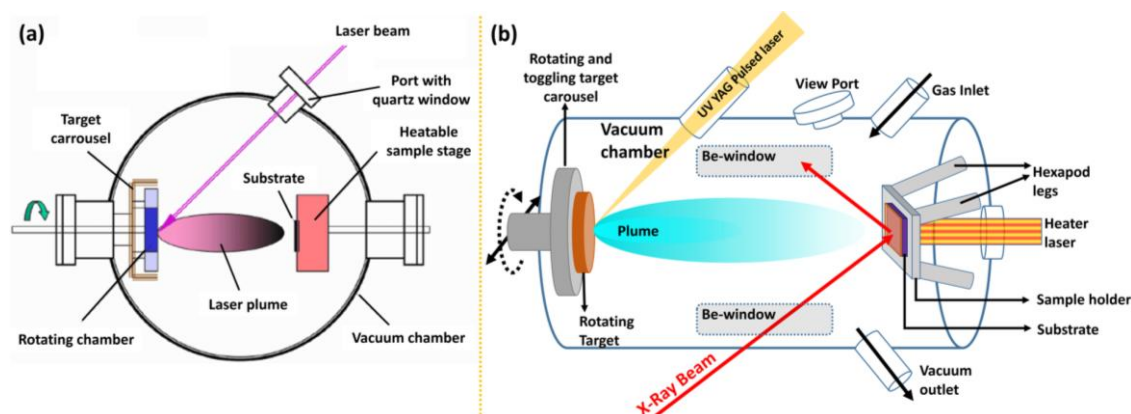 (a)
Laser beam
Port with
quartz window
Target
carrousel
Heatable
sample stage
Substrate
Laser plume
Rotating chamber
Vacuum chamber
(b)
Rotating and
toggling target
carousel
UV YAG Pulsed laser
View Port
Gas Inlet
Vacuum
chamber
Be-window
Hexapod
legs
Plume
Heater
laser
Be-window
Sample holder
Rotating
Target
Substrate
X-Ray Beam
Vacuum
outlet